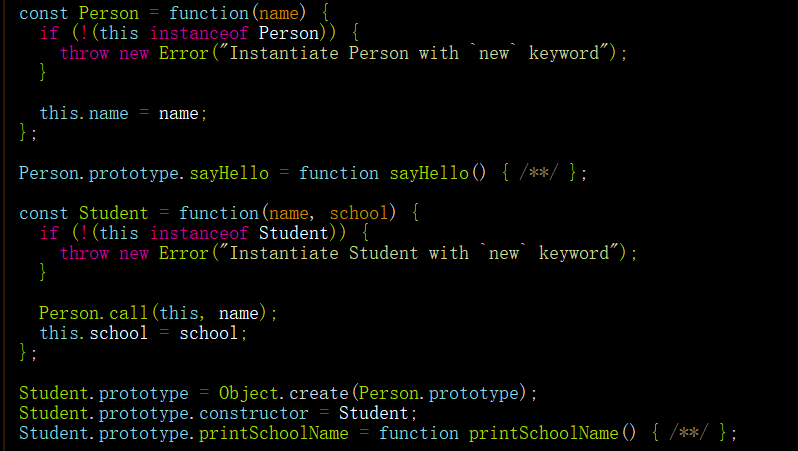 const Person = function(name) {
  if (!(this instanceof Person)) {
    throw new Error("Instantiate Person with `new` keyword");
  }

  this.name = name;
};

Person.prototype.sayHello = function sayHello() { /**/ };

const Student = function(name, school) {
  if (!(this instanceof Student)) {
    throw new Error("Instantiate Student with `new` keyword");
  }

  Person.call(this, name);
  this.school = school;
};

Student.prototype = Object.create(Person.prototype);
Student.prototype.constructor = Student;
Student.prototype.printSchoolName = function printSchoolName() { /**/ };